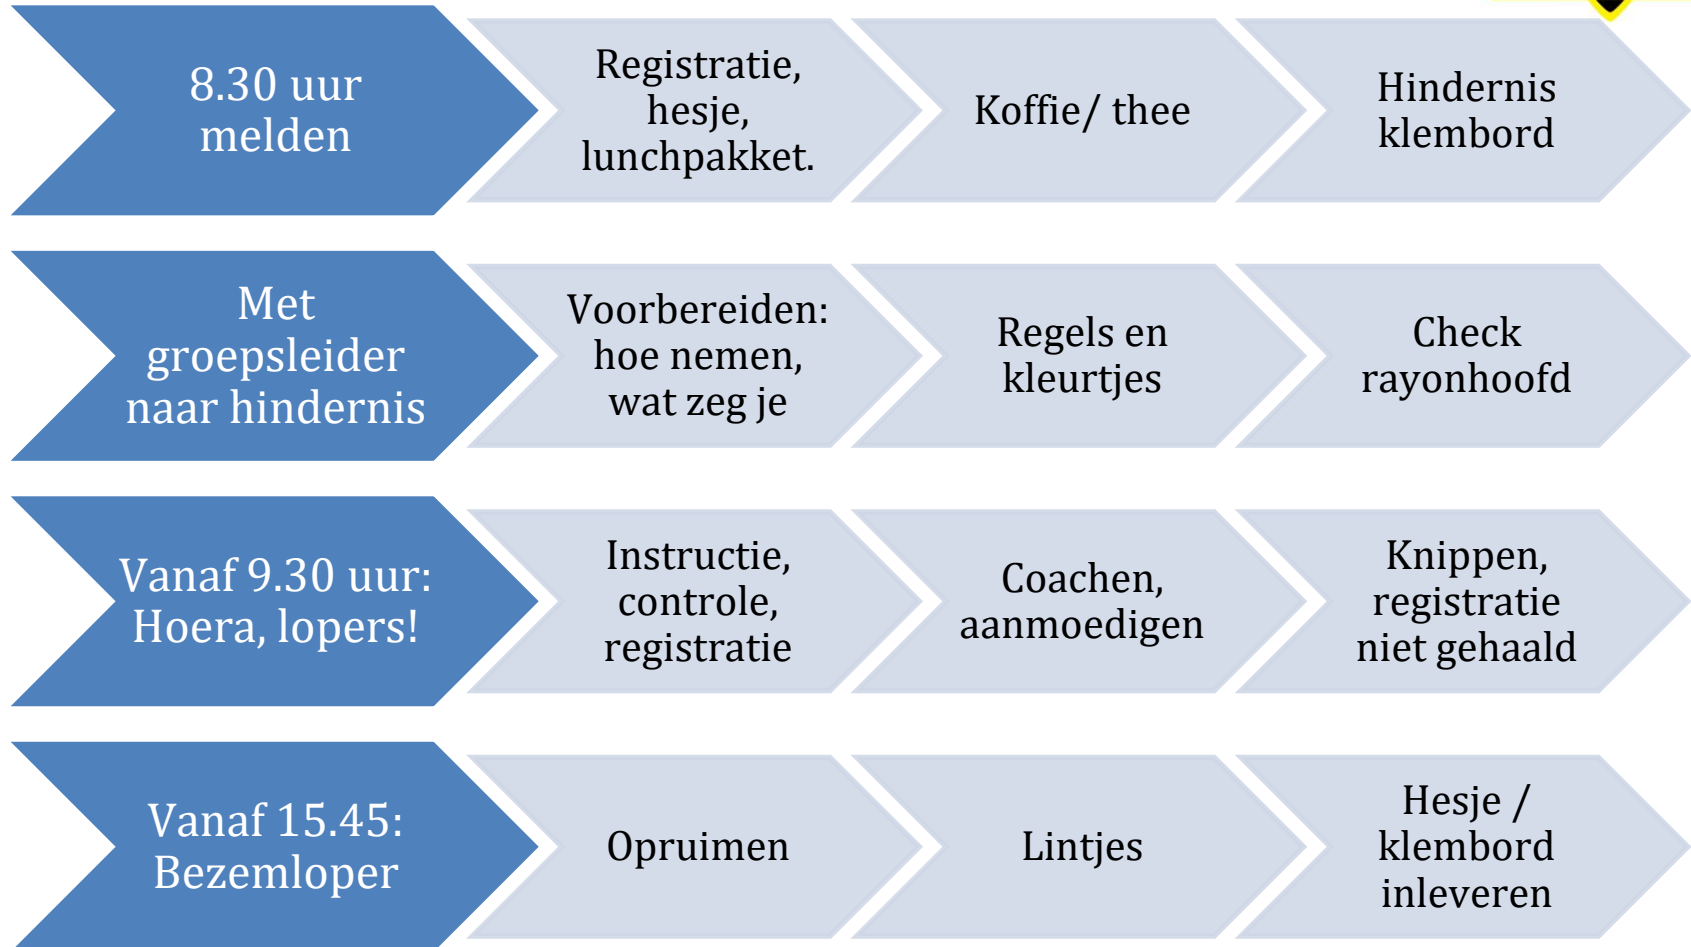 8.30 uur
melden
Registratie,
hesje,
lunchpakket.
Koffie/ thee
Hindernis
klembord
Met
groepsleider
naar hindernis
Voorbereiden:
hoe nemen,
wat zeg je
Regels en
kleurtjes
Check
rayonhoofd
Vanaf 9.30 uur:
Hoera, lopers!
Instructie,
controle,
registratie
Coachen,
aanmoedigen
Knippen,
registratie
niet gehaald
Vanaf 15.45:
Bezemloper
Opruimen
Lintjes
Hesje /
klembord
inleveren